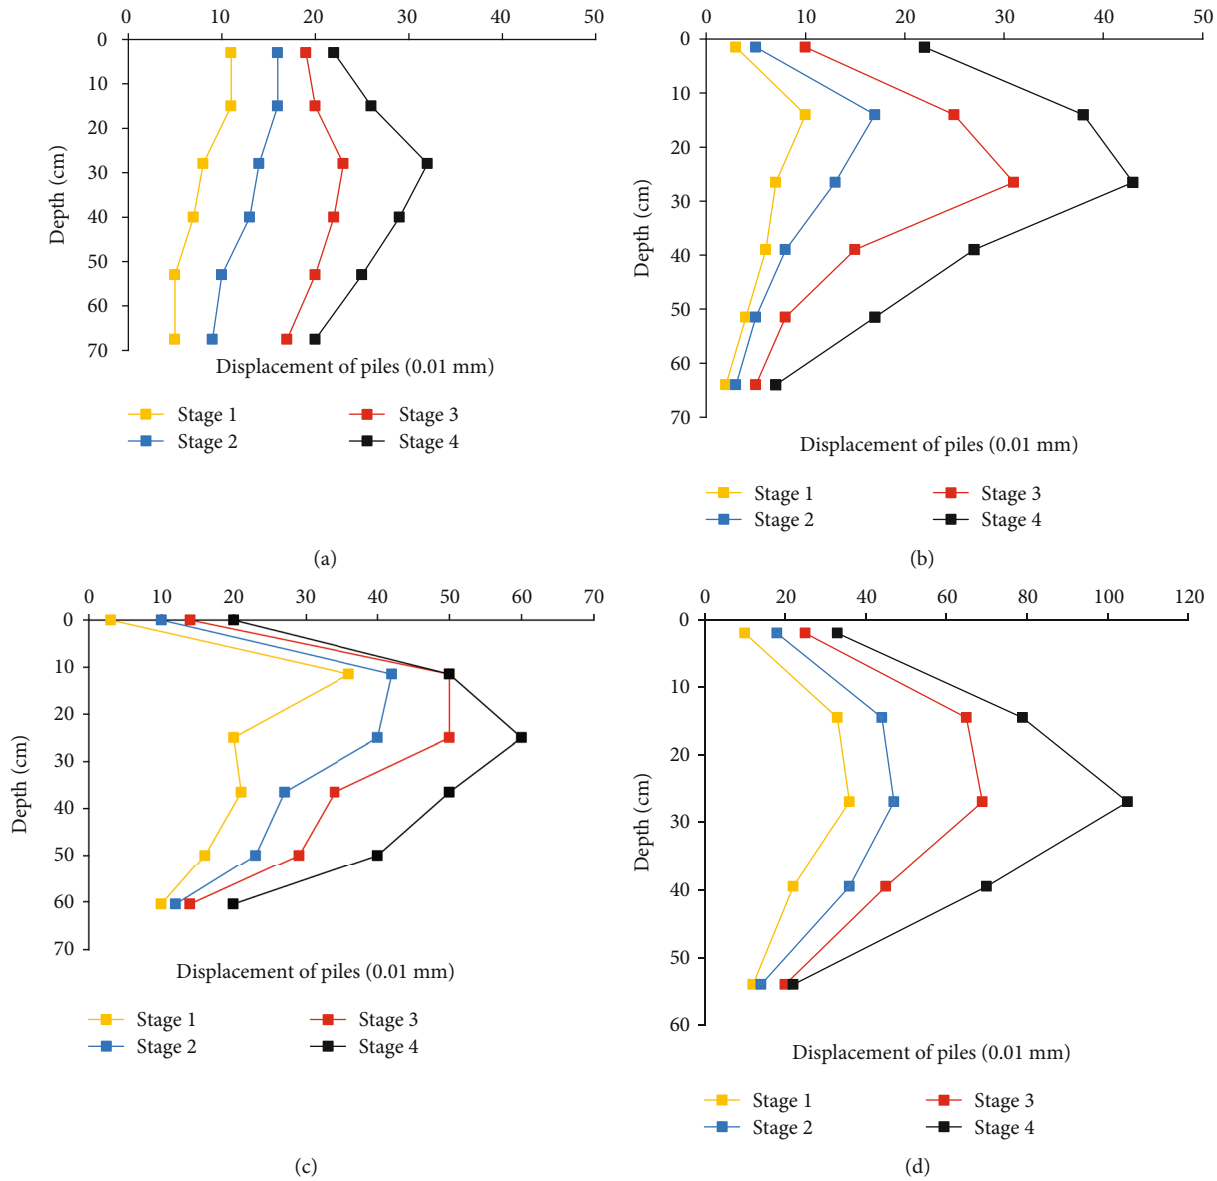 0 10 20 30 40 50
0
10
20
30
40
50
60
70
Depth (cm)
Displacement of piles (0.01 mm)
Stage 1 Stage 3
Stage 2 Stage 4
(a)
0 10 20 30 40 50
0
10
20
30
40
50
60
70
Depth (cm)
Displacement of piles (0.01 mm)
Stage 1 Stage 3
Stage 2 Stage 4
(b)
0 10 20 30 40 50 60 70
0
10
20
30
40
50
60
70
Depth (cm)
Displacement of piles (0.01 mm)
Stage 1 Stage 3
Stage 2 Stage 4
(c)
0 20 40 60 80 100 120
0
10
20
30
40
50
60
Depth (cm)
Displacement of piles (0.01 mm)
Stage 1 Stage 3
Stage 2 Stage 4
(d)